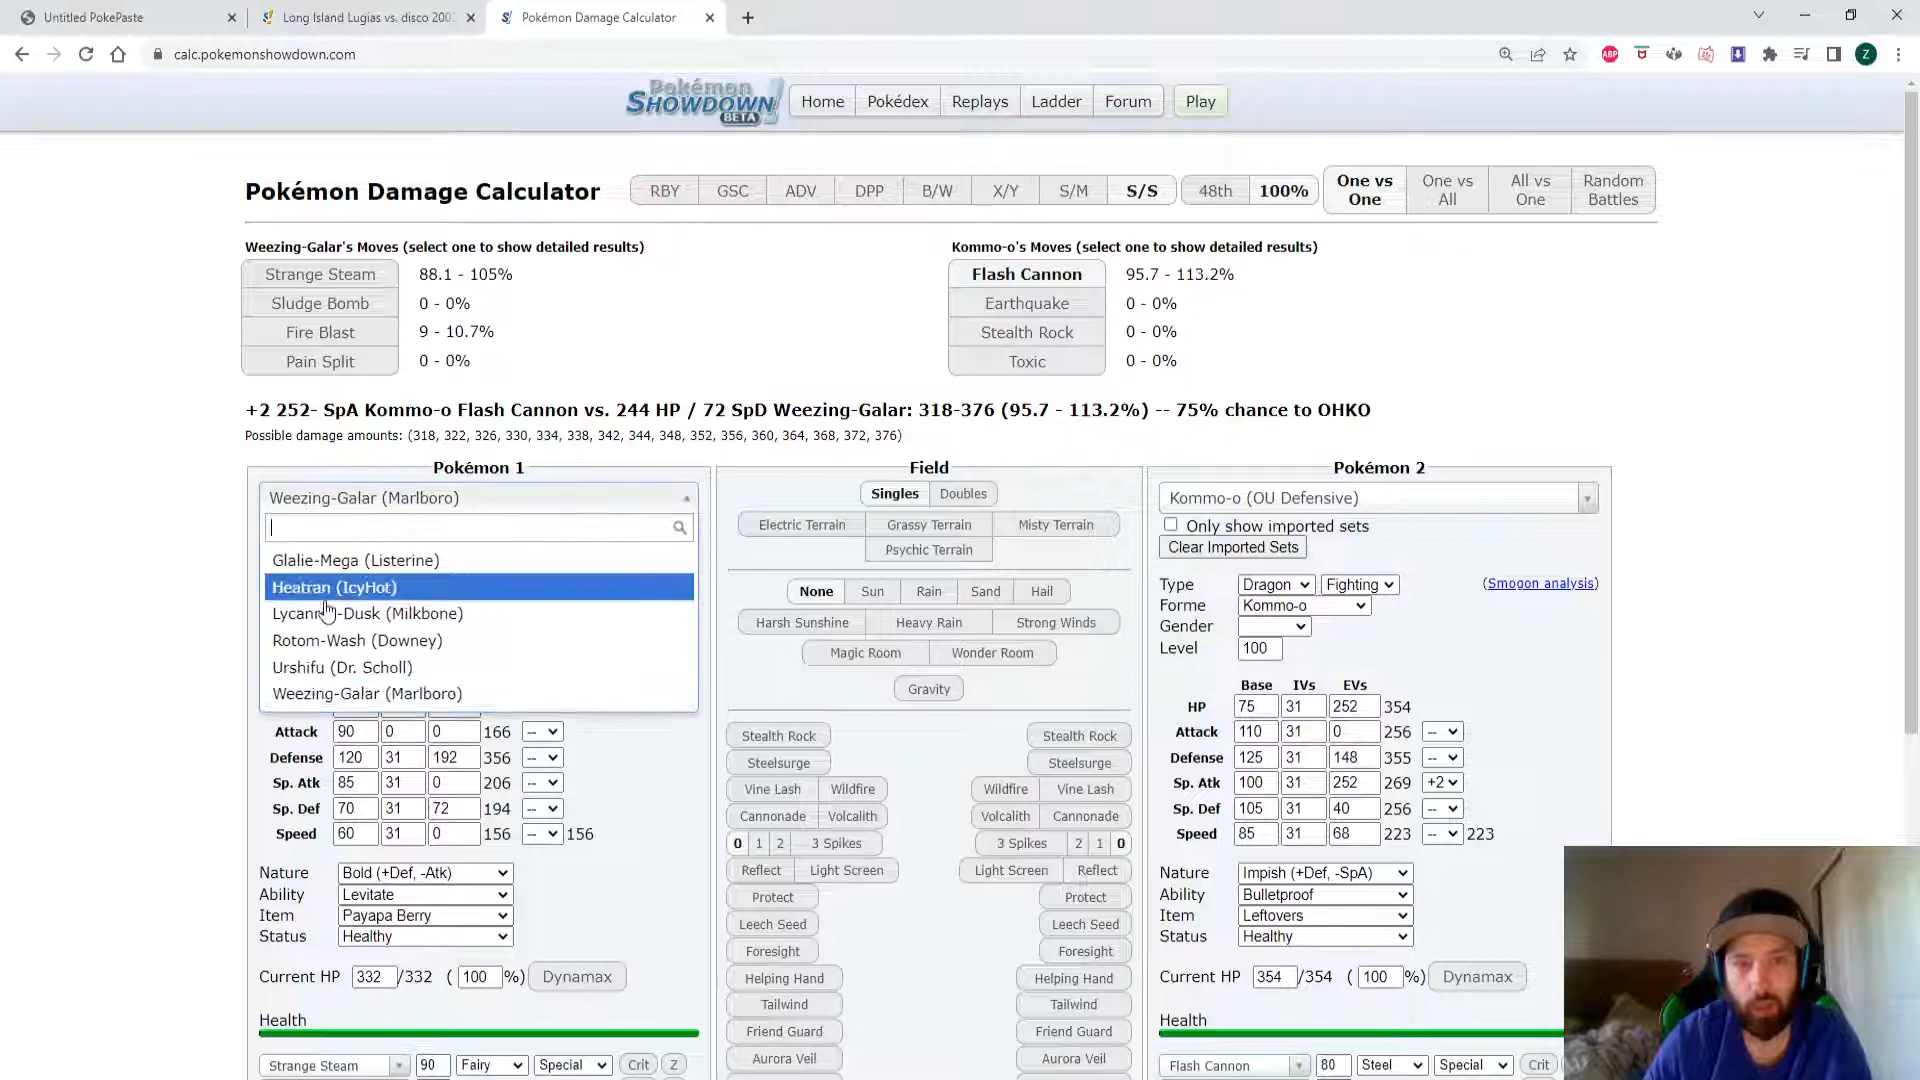 Untitled PokePaste
Long Island Lugias vs. disco 200
Pokémon Damage Calculator
calc.pokemonshowdown.com
ABP
Z
Pokémon
SHOWDOWN!
BETA
Home
Pokédex
Replays
Ladder
Forum
Play
Pokémon Damage Calculator
RBY GSC ADV DPP B/W X/Y S/M S/S
48th 100%
One vs One
One vs All
All vs One
Random Battles
Weezing-Galar's Moves (select one to show detailed results)
Strange Steam 88.1 - 105%
Sludge Bomb 0 - 0%
Fire Blast 9 - 10.7%
Pain Split 0 - 0%
Kommo-o's Moves (select one to show detailed results)
Flash Cannon 95.7 - 113.2%
Earthquake 0 - 0%
Stealth Rock 0 - 0%
Toxic 0 - 0%
+2 252- SpA Kommo-o Flash Cannon vs. 244 HP / 72 SpD Weezing-Galar: 318-376 (95.7 - 113.2%) -- 75% chance to OHKO
Possible damage amounts: (318, 322, 326, 330, 334, 338, 342, 344, 348, 352, 356, 360, 364, 368, 372, 376)
Pokémon 1
Weezing-Galar (Marlboro)
Glalie-Mega (Listerine)
Heatran (IcyHot)
-Dusk (Milkbone)
Rotom-Wash (Downey)
Urshifu (Dr. Scholl)
Weezing-Galar (Marlboro)
Attack 90 0 0 166 --
Defense 120 31 192 356 --
Sp. Atk 85 31 0 206 --
Sp. Def 70 31 72 194 --
Speed 60 31 0 156 -- 156
Nature Bold (+Def, -Atk)
Ability Levitate
Item Payapa Berry
Status Healthy
Current HP 332 /332 ( 100 %) Dynamax
Health
Strange Steam 90 Fairy Special Crit Z
Field
Singles Doubles
Electric Terrain Grassy Terrain Misty Terrain
Psychic Terrain
None Sun Rain Sand Hail
Harsh Sunshine Heavy Rain Strong Winds
Magic Room Wonder Room
Gravity
Stealth Rock Stealth Rock
Steelsurge Steelsurge
Vine Lash Wildfire Wildfire Vine Lash
Cannonade Volcalith Volcalith Cannonade
0 1 2 3 Spikes 3 Spikes 2 1 0
Reflect Light Screen Light Screen Reflect
Protect Protect
Leech Seed Leech Seed
Foresight Foresight
Helping Hand Helping Hand
Tailwind Tailwind
Friend Guard Friend Guard
Aurora Veil Aurora Veil
Pokémon 2
Kommo-o (OU Defensive)
Only show imported sets
Clear Imported Sets
Type Dragon Fighting (Smogon analysis)
Forme Kommo-o
Gender
Level 100
Base IVs EVs
HP 75 31 252 354
Attack 110 31 0 256 --
Defense 125 31 148 355 --
Sp. Atk 100 31 252 269 +2
Sp. Def 105 31 40 256 --
Speed 85 31 68 223 -- 223
Nature Impish (+Def, -SpA)
Ability Bulletproof
Item Leftovers
Status Healthy
Current HP 354 /354 ( 100 %) Dynamax
Health
Flash Cannon 80 Steel Special Crit